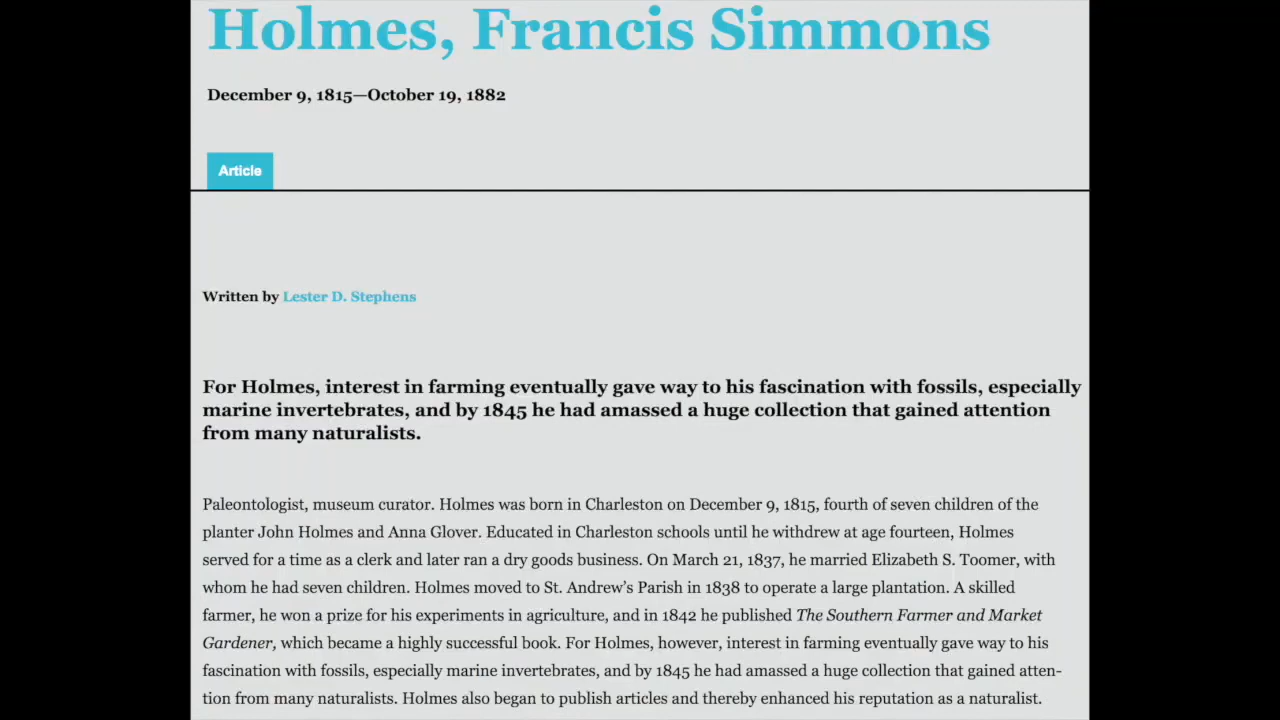 Holmes, Francis Simmons
December 9, 1815—October 19, 1882
Article
Written by Lester D. Stephens
For Holmes, interest in farming eventually gave way to his fascination with fossils, especially
marine invertebrates, and by 1845 he had amassed a huge collection that gained attention
from many naturalists.
Paleontologist, museum curator. Holmes was born in Charleston on December 9, 1815, fourth of seven children of the
planter John Holmes and Anna Glover. Educated in Charleston schools until he withdrew at age fourteen, Holmes
served for a time as a clerk and later ran a dry goods business. On March 21, 1837, he married Elizabeth S. Toomer, with
whom he had seven children. Holmes moved to St. Andrew’s Parish in 1838 to operate a large plantation. A skilled
farmer, he won a prize for his experiments in agriculture, and in 1842 he published The Southern Farmer and Market
Gardener, which became a highly successful book. For Holmes, however, interest in farming eventually gave way to his
fascination with fossils, especially marine invertebrates, and by 1845 he had amassed a huge collection that gained atten-
tion from many naturalists. Holmes also began to publish articles and thereby enhanced his reputation as a naturalist.